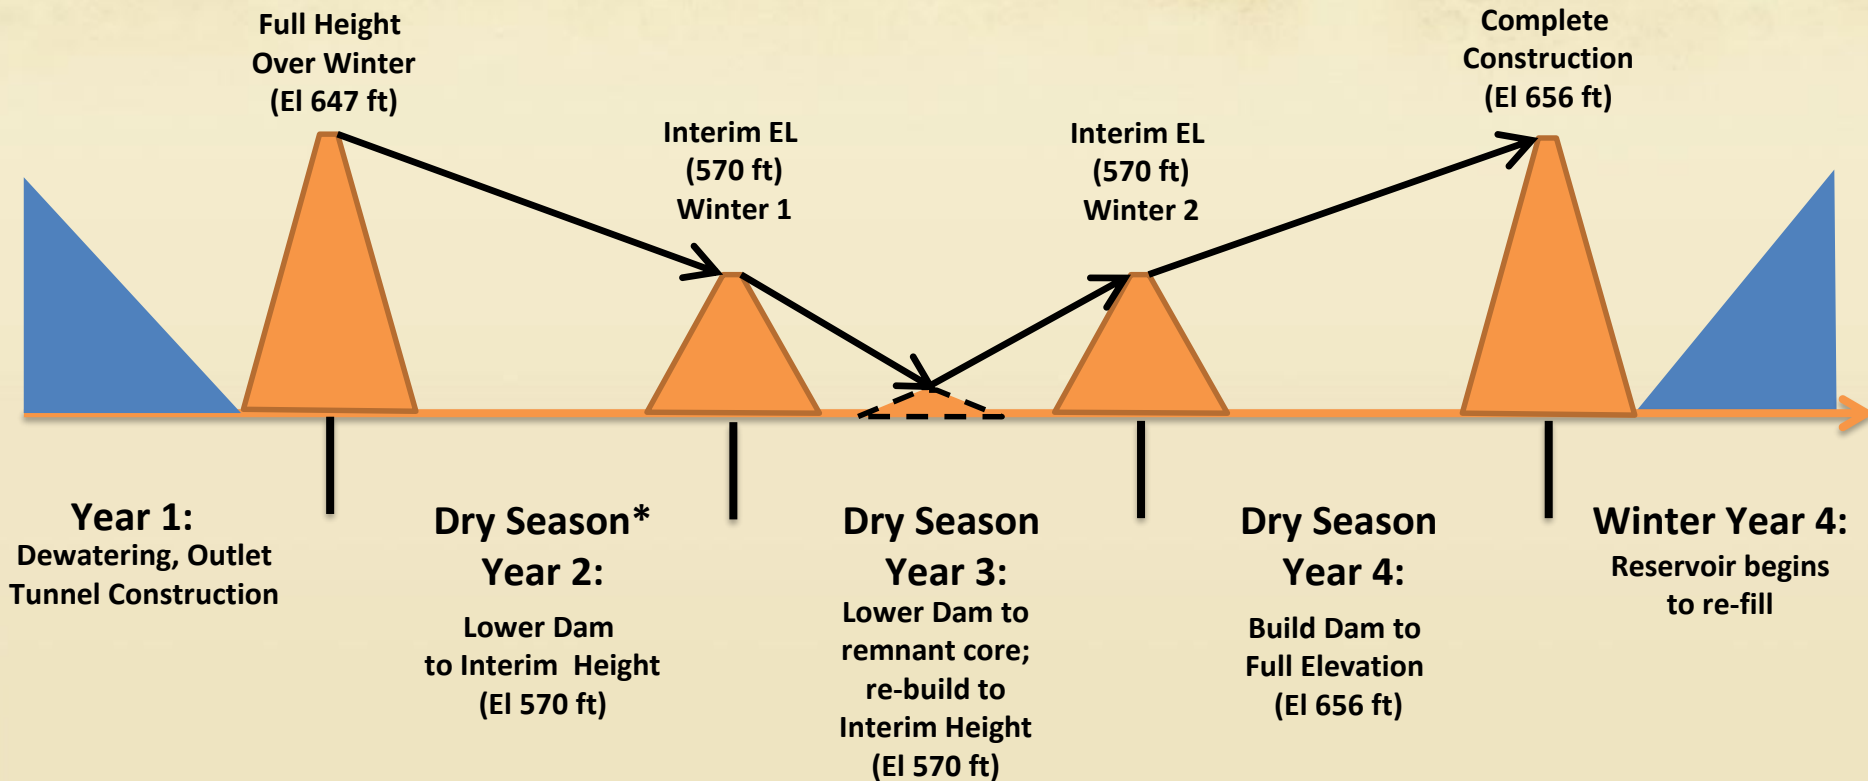 Full Height
Over Winter
(El 647 ft)
Interim EL
(570 ft)
Winter 1
Interim EL
(570 ft)
Winter 2
Complete
Construction
(El 656 ft)
Year 1:
Dewatering, Outlet
Tunnel Construction
Dry Season*
Year 2:
Lower Dam
to Interim Height
(El 570 ft)
Dry Season
Year 3:
Lower Dam to
remnant core;
re-build to
Interim Height
(El 570 ft)
Dry Season
Year 4:
Build Dam to
Full Elevation
(El 656 ft)
Winter Year 4:
Reservoir begins
to re-fill